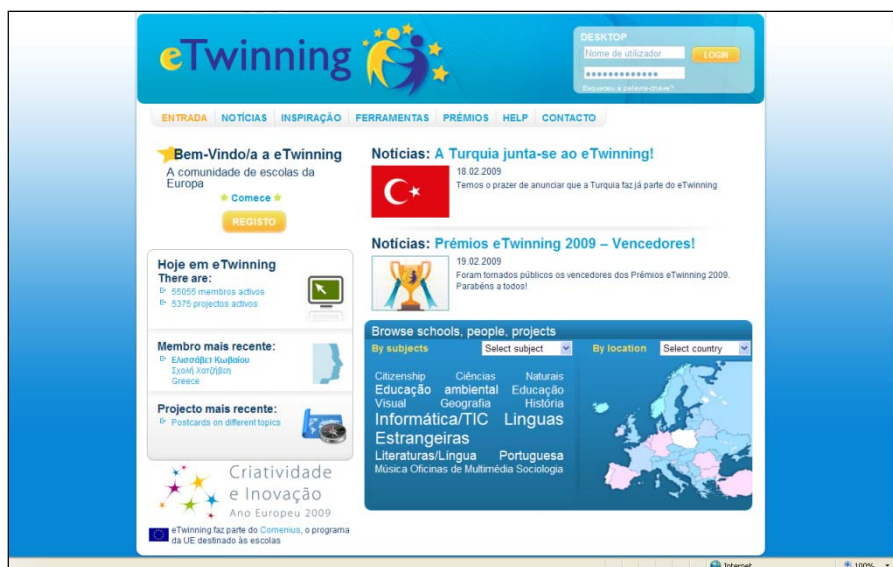 eTwinning
DESKTOP
Nome de utilizador
LOGIN
Esqueceu a palavra-chave?
ENTRADA NOTÍCIAS INSPIRAÇÃO FERRAMENTAS PRÉMIOS HELP CONTACTO
Bem-Vindo/a a eTwinning
A comunidade de escolas da
Europa
Comece
REGISTO
Notícias: A Turquia junta-se ao eTwinning!
18.02.2009
Temos o prazer de anunciar que a Turquia faz já parte do eTwinning
Notícias: Prémios eTwinning 2009 – Vencedores!
19.02.2009
Foram tornados públicos os vencedores dos Prémios eTwinning 2009.
Parabéns a todos!
Hoje em eTwinning
There are:
55055 membros activos
5375 projectos activos
Membro mais recente:
Ελισσάβετ Κωβαίου
Σχολή Χατζήβεη
Greece
Projecto mais recente:
Postcards on different topics
Browse schools, people, projects
By subjects Select subject By location Select country
Citizenship Ciências Naturais
Educação ambiental Educação
Visual Geografia História
Informática/TIC Linguas
Estrangeiras
Literaturas/Língua Portuguesa
Música Oficinas de Multimédia Sociologia
Criatividade
e Inovação
Ano Europeu 2009
eTwinning faz parte do Comenius, o programa
da UE destinado às escolas
Internet 100%